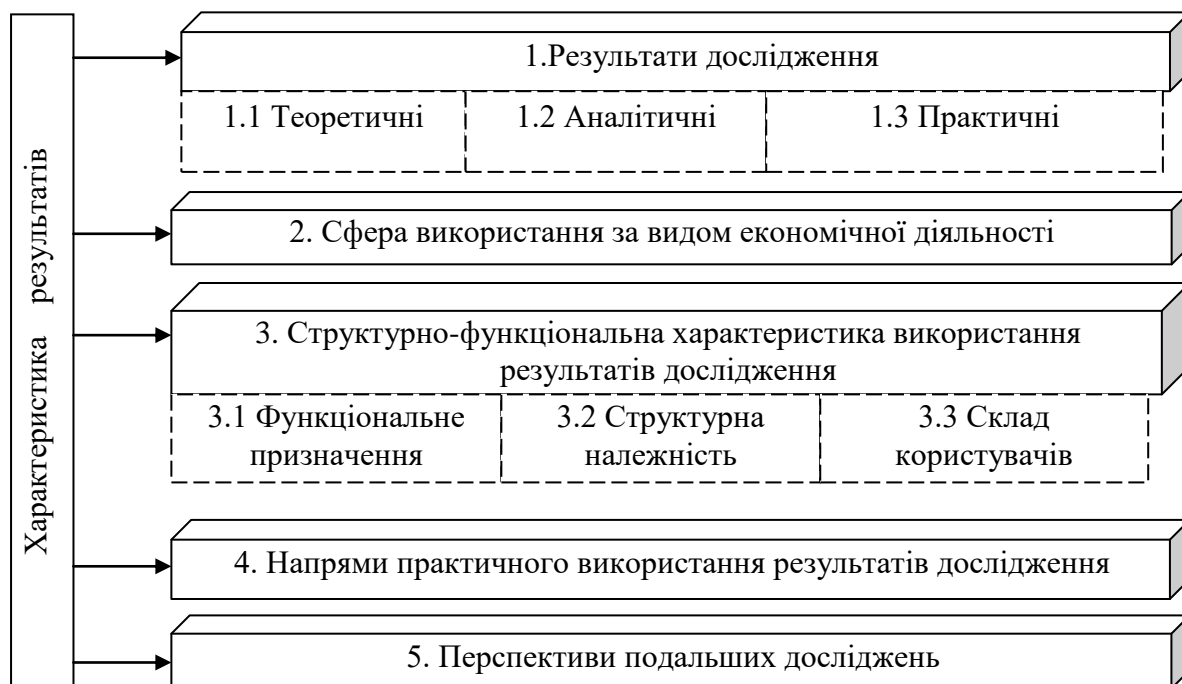 Характеристика результатів
1.Результати дослідження
1.1 Теоретичні
1.2 Аналітичні
1.3 Практичні
2. Сфера використання за видом економічної діяльності
3. Структурно-функціональна характеристика використання
результатів дослідження
3.1 Функціональне
призначення
3.2 Структурна
належність
3.3 Склад
користувачів
4. Напрями практичного використання результатів дослідження
5. Перспективи подальших досліджень